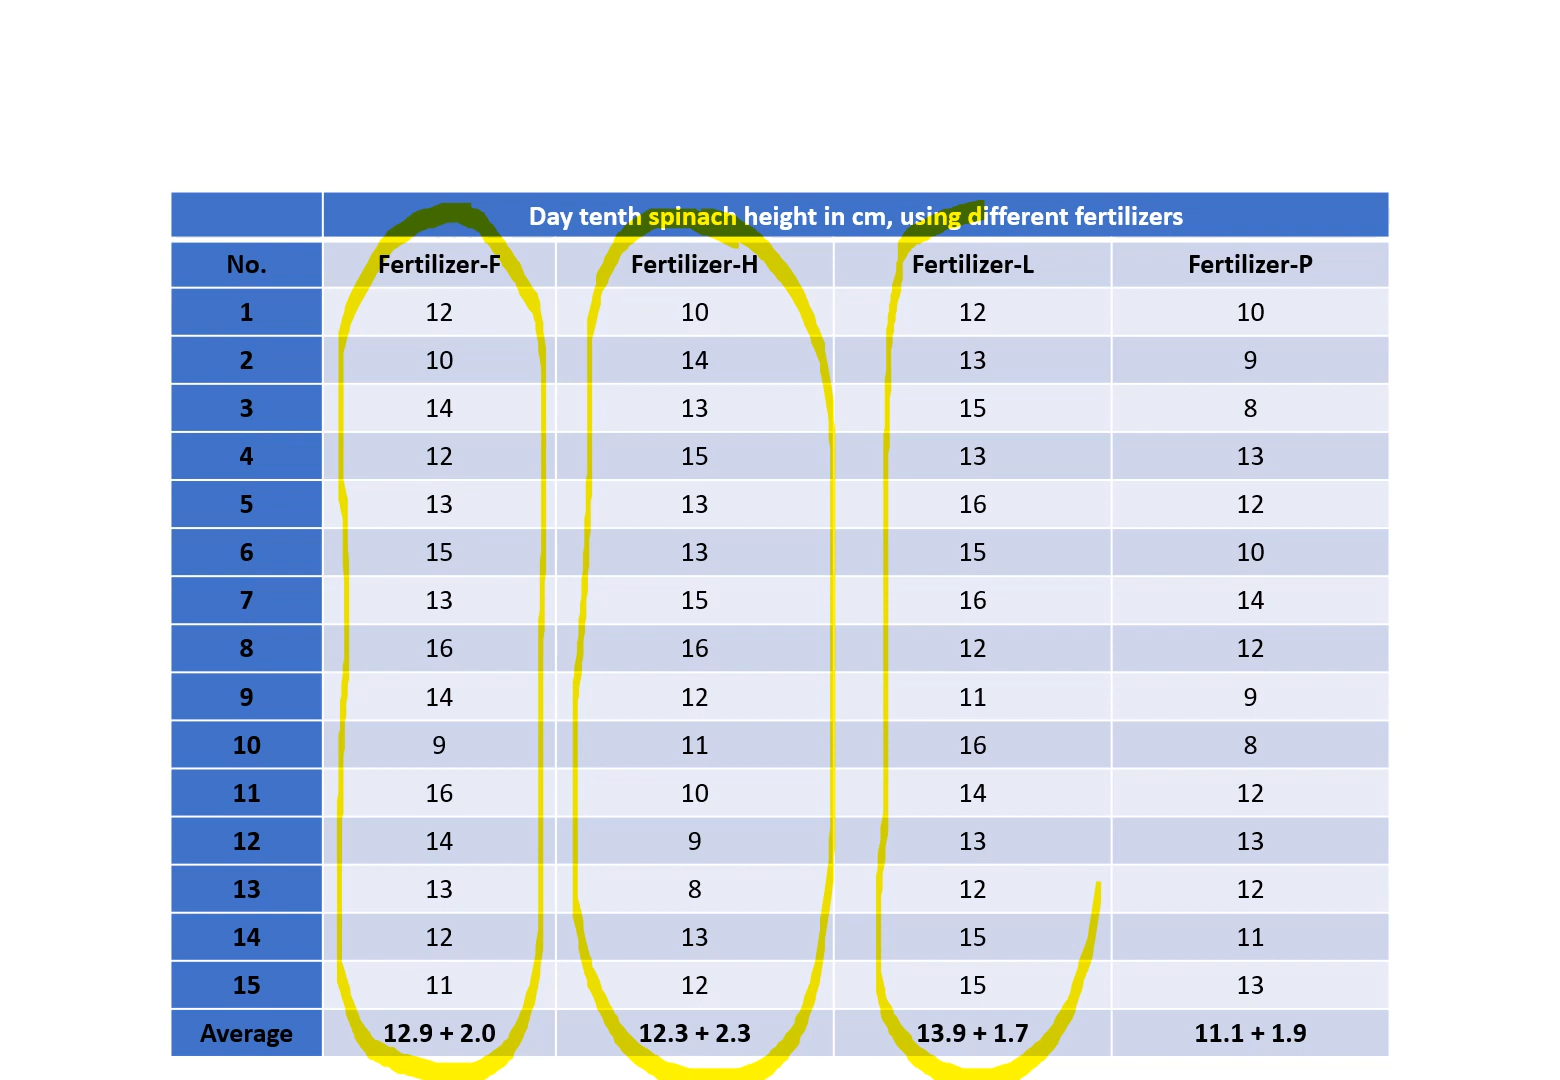 Day tenth spinach height in cm, using different fertilizers
No. Fertilizer-F Fertilizer-H Fertilizer-L Fertilizer-P
1 12 10 12 10
2 10 14 13 9
3 14 13 15 8
4 12 15 13 13
5 13 13 16 12
6 15 13 15 10
7 13 15 16 14
8 16 16 12 12
9 14 12 11 9
10 9 11 16 8
11 16 10 14 12
12 14 9 13 13
13 13 8 12 12
14 12 13 15 11
15 11 12 15 13
Average 12.9 + 2.0 12.3 + 2.3 13.9 + 1.7 11.1 + 1.9